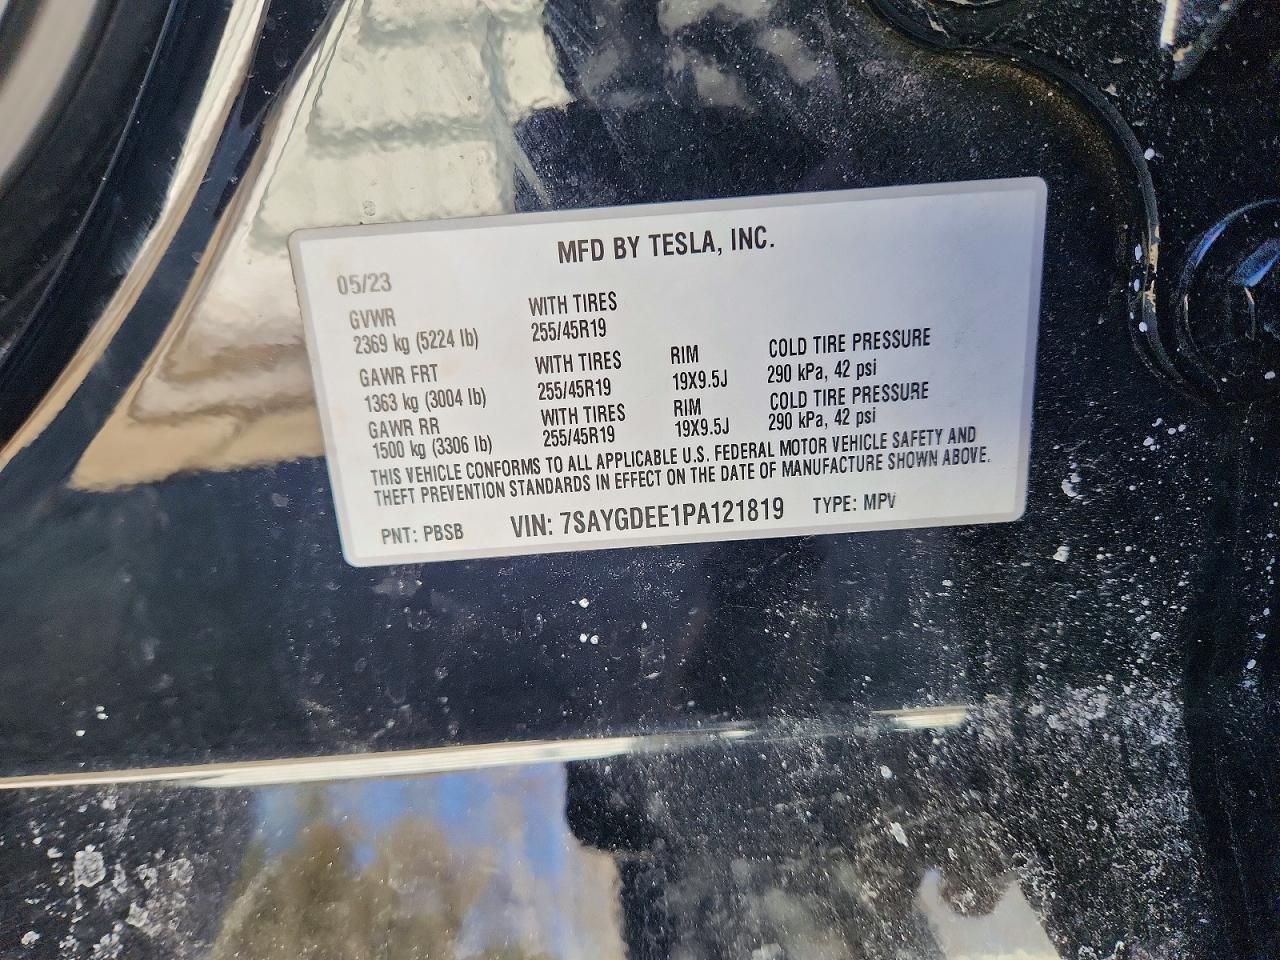 MFD BY TESLA, INC.
05/23
GVWR WITH TIRES
2369 kg (5224 lb) 255/45R19
GAWR FRT WITH TIRES RIM COLD TIRE PRESSURE
1363 kg (3004 lb) 255/45R19 19X9.5J 290 kPa, 42 psi
GAWR RR WITH TIRES RIM COLD TIRE PRESSURE
1500 kg (3306 lb) 255/45R19 19X9.5J 290 kPa, 42 psi
THIS VEHICLE CONFORMS TO ALL APPLICABLE U.S. FEDERAL MOTOR VEHICLE SAFETY AND
THEFT PREVENTION STANDARDS IN EFFECT ON THE DATE OF MANUFACTURE SHOWN ABOVE.
PNT: PBSB VIN: 7SAYGDEE1PA121819 TYPE: MPV